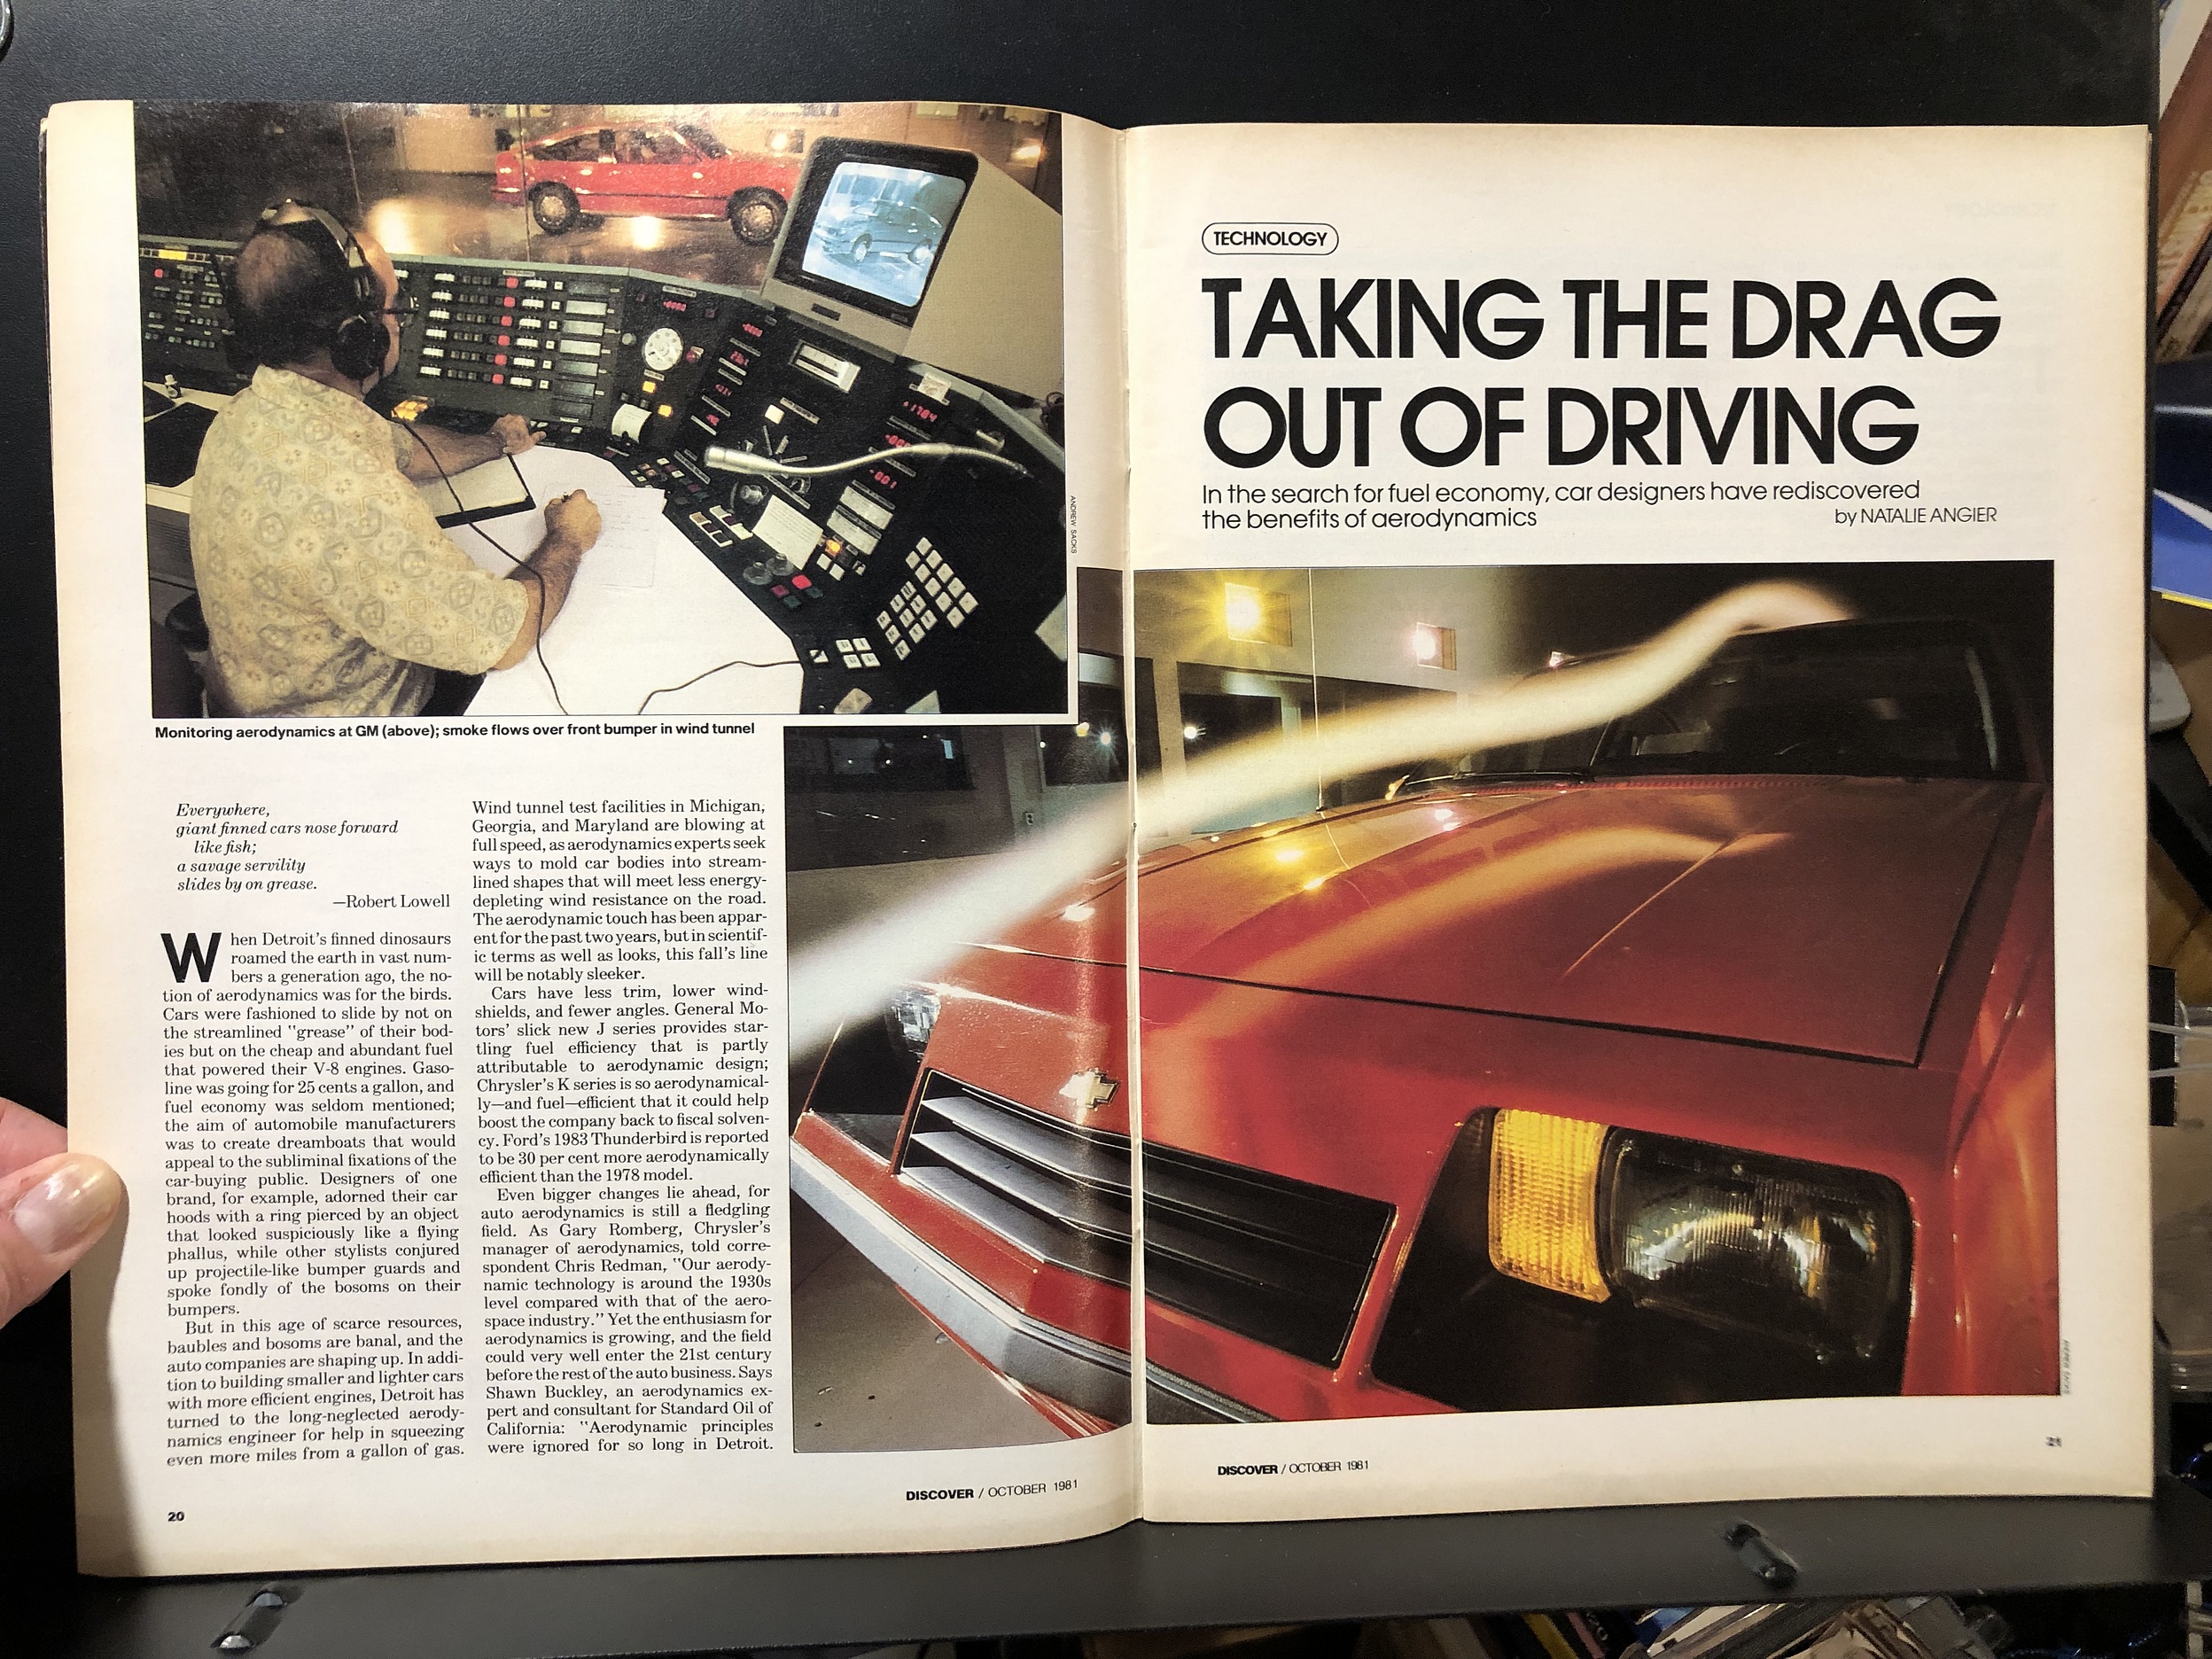 Monitoring aerodynamics at GM (above); smoke flows over front bumper in wind tunnel
ANDREW SACKS
Everywhere,
giant finned cars nose forward
like fish;
a savage servility
slides by on grease.
—Robert Lowell
When Detroit's finned dinosaurs
roamed the earth in vast num-
bers a generation ago, the no-
tion of aerodynamics was for the birds.
Cars were fashioned to slide by not on
the streamlined "grease" of their bod-
ies but on the cheap and abundant fuel
that powered their V-8 engines. Gaso-
line was going for 25 cents a gallon, and
fuel economy was seldom mentioned;
the aim of automobile manufacturers
was to create dreamboats that would
appeal to the subliminal fixations of the
car-buying public. Designers of one
brand, for example, adorned their car
hoods with a ring pierced by an object
that looked suspiciously like a flying
phallus, while other stylists conjured
up projectile-like bumper guards and
spoke fondly of the bosoms on their
bumpers.
But in this age of scarce resources,
baubles and bosoms are banal, and the
auto companies are shaping up. In addi-
tion to building smaller and lighter cars
with more efficient engines, Detroit has
turned to the long-neglected aerody-
namics engineer for help in squeezing
even more miles from a gallon of gas.
Wind tunnel test facilities in Michigan,
Georgia, and Maryland are blowing at
full speed, as aerodynamics experts seek
ways to mold car bodies into stream-
lined shapes that will meet less energy-
depleting wind resistance on the road.
The aerodynamic touch has been appar-
ent for the past two years, but in scientif-
ic terms as well as looks, this fall's line
will be notably sleeker.
Cars have less trim, lower wind-
shields, and fewer angles. General Mo-
tors' slick new J series provides star-
tling fuel efficiency that is partly
attributable to aerodynamic design;
Chrysler's K series is so aerodynamical-
ly—and fuel—efficient that it could help
boost the company back to fiscal solven-
cy. Ford's 1983 Thunderbird is reported
to be 30 per cent more aerodynamically
efficient than the 1978 model.
Even bigger changes lie ahead, for
auto aerodynamics is still a fledgling
field. As Gary Romberg, Chrysler's
manager of aerodynamics, told corre-
spondent Chris Redman, "Our aerody-
namic technology is around the 1930s
level compared with that of the aero-
space industry." Yet the enthusiasm for
aerodynamics is growing, and the field
could very well enter the 21st century
before the rest of the auto business. Says
Shawn Buckley, an aerodynamics ex-
pert and consultant for Standard Oil of
California: "Aerodynamic principles
were ignored for so long in Detroit.
DISCOVER / OCTOBER 1981
20
TECHNOLOGY
TAKING THE DRAG
OUT OF DRIVING
In the search for fuel economy, car designers have rediscovered
the benefits of aerodynamics
by NATALIE ANGIER
21
DISCOVER / OCTOBER 1981